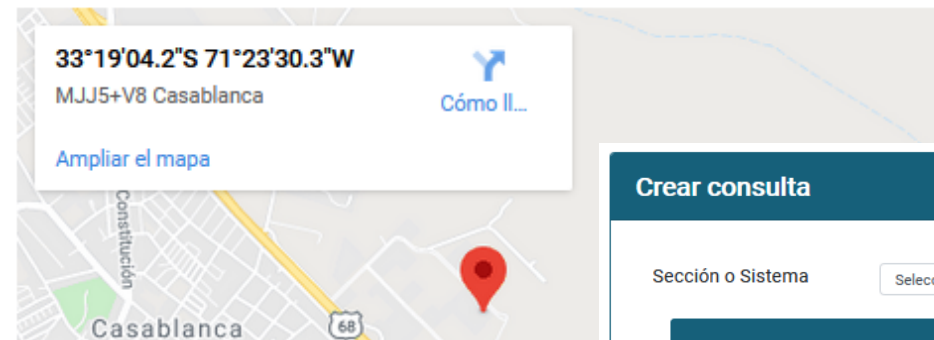 33°19'04.2"S 71°23'30.3"W
MJJ5+V8 Casablanca
Cómo ll...
Ampliar el mapa
Constitución
Casablanca
68
Crear consulta
Sección o Sistema